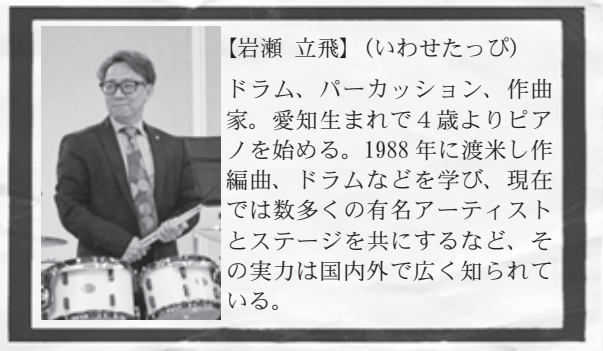 【岩瀬 立飛】(いわせたっぴ)
ドラム、パーカッション、作曲
家。愛知生まれで４歳よりピア
ノを始める。1988 年に渡米し作
編曲、ドラムなどを学び、現在
では数多くの有名アーティスト
とステージを共にするなど、そ
の実力は国内外で広く知られて
いる。